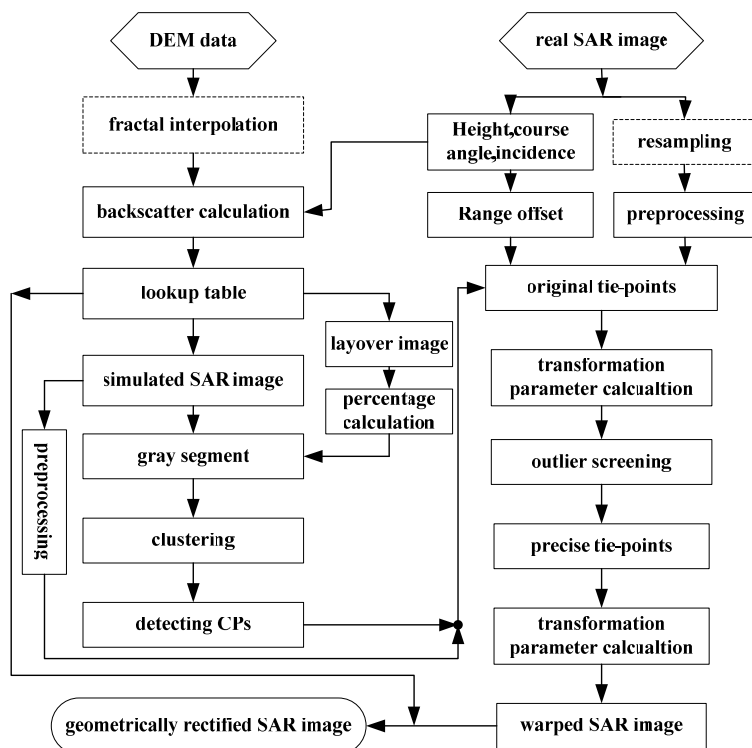 DEM data
real SAR image
fractal interpolation
Height,course
angle,incidence
resampling
backscatter calculation
Range offset
preprocessing
lookup table
original tie-points
layover image
simulated SAR image
transformation
parameter calcualtion
percentage
calculation
preprocessing
gray segment
outlier screening
clustering
precise tie-points
detecting CPs
transformation
parameter calcualtion
geometrically rectified SAR image
warped SAR image